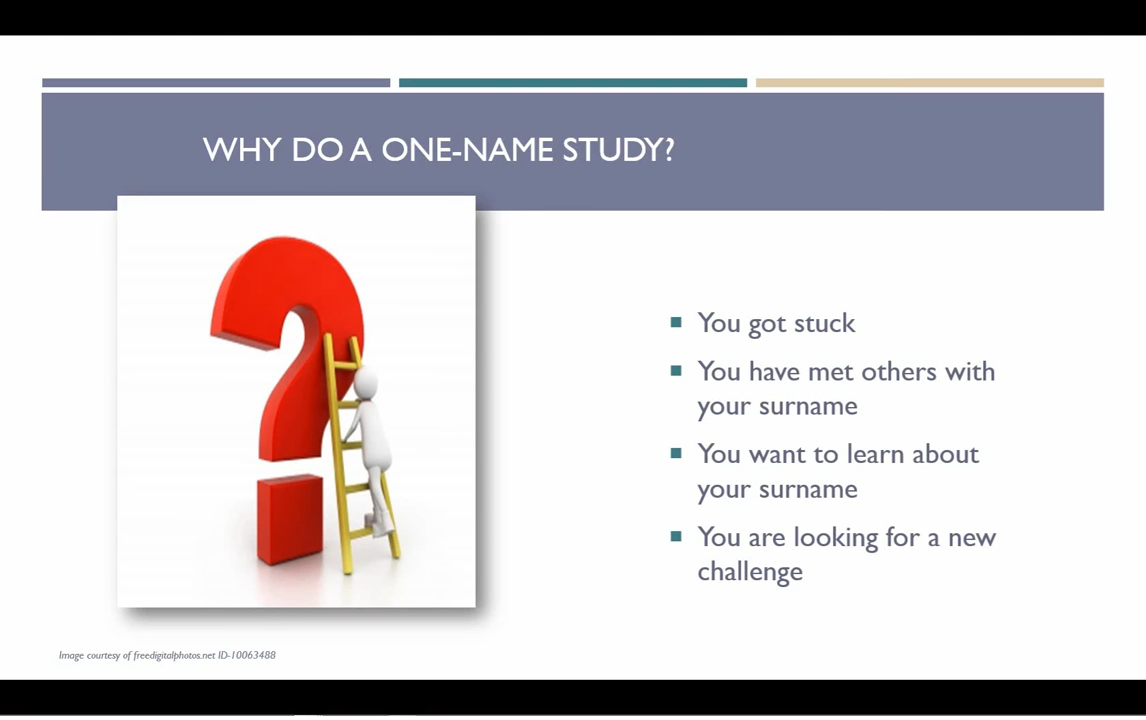 WHY DO A ONE-NAME STUDY?
You got stuck
You have met others with
your surname
You want to learn about
your surname
You are looking for a new
challenge
Image courtesy of freedigitalphotos.net ID-10063488